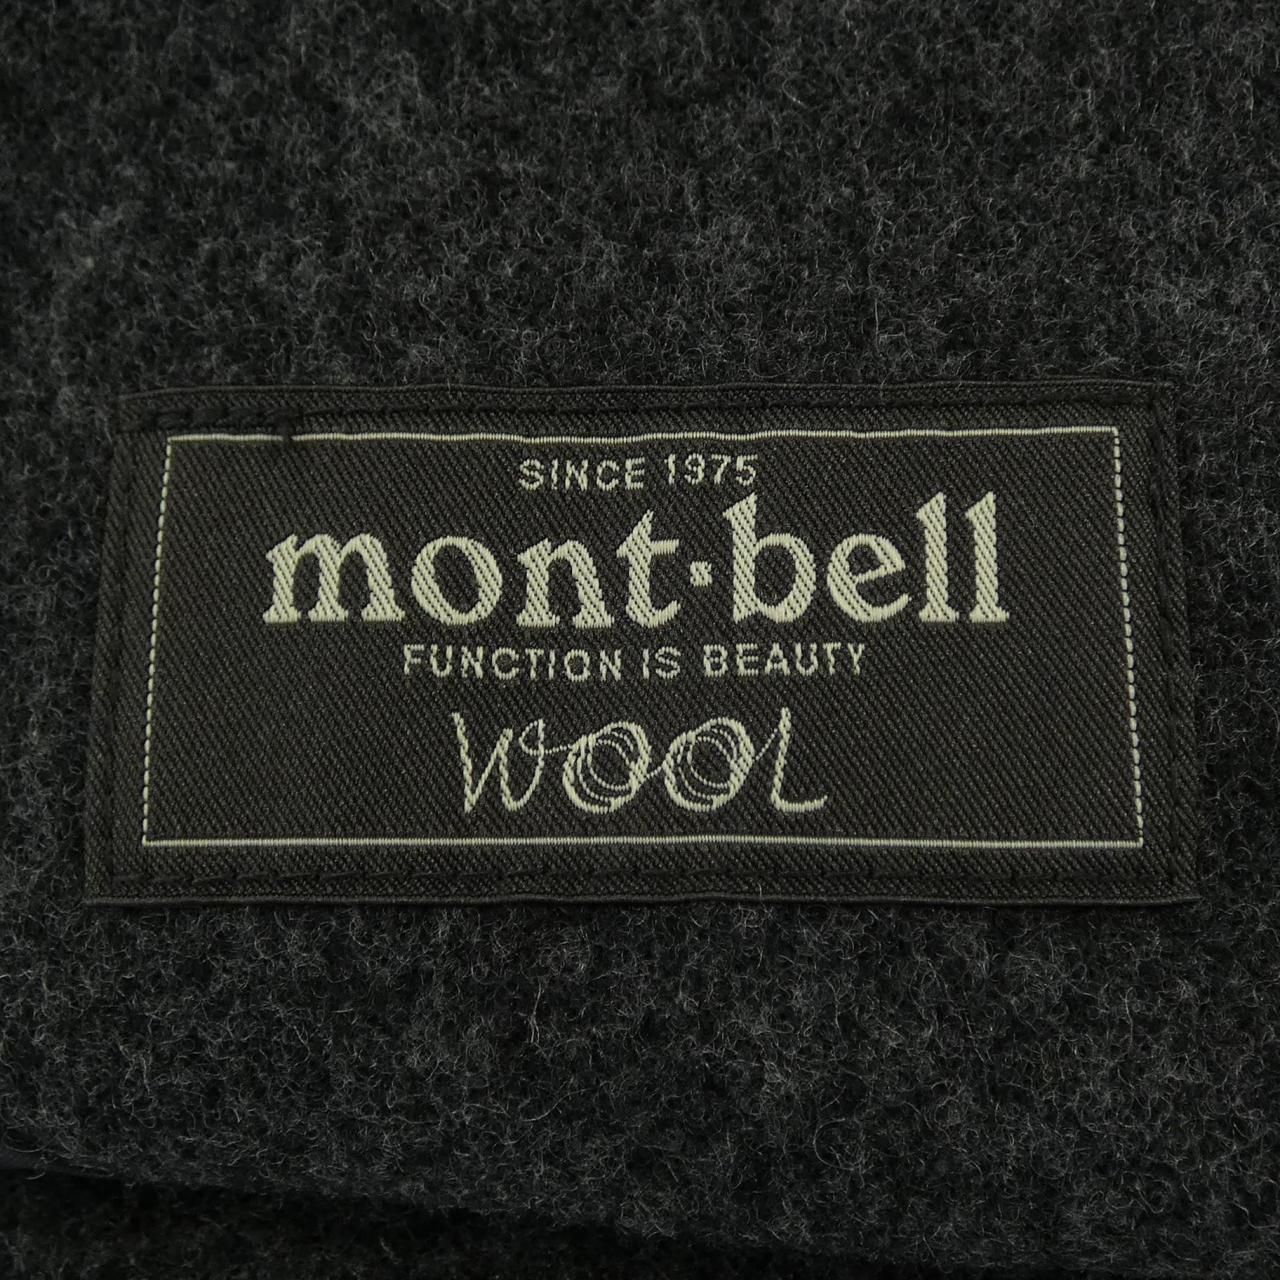 SINCE 1975
mont·bell
FUNCTION IS BEAUTY
WOOL